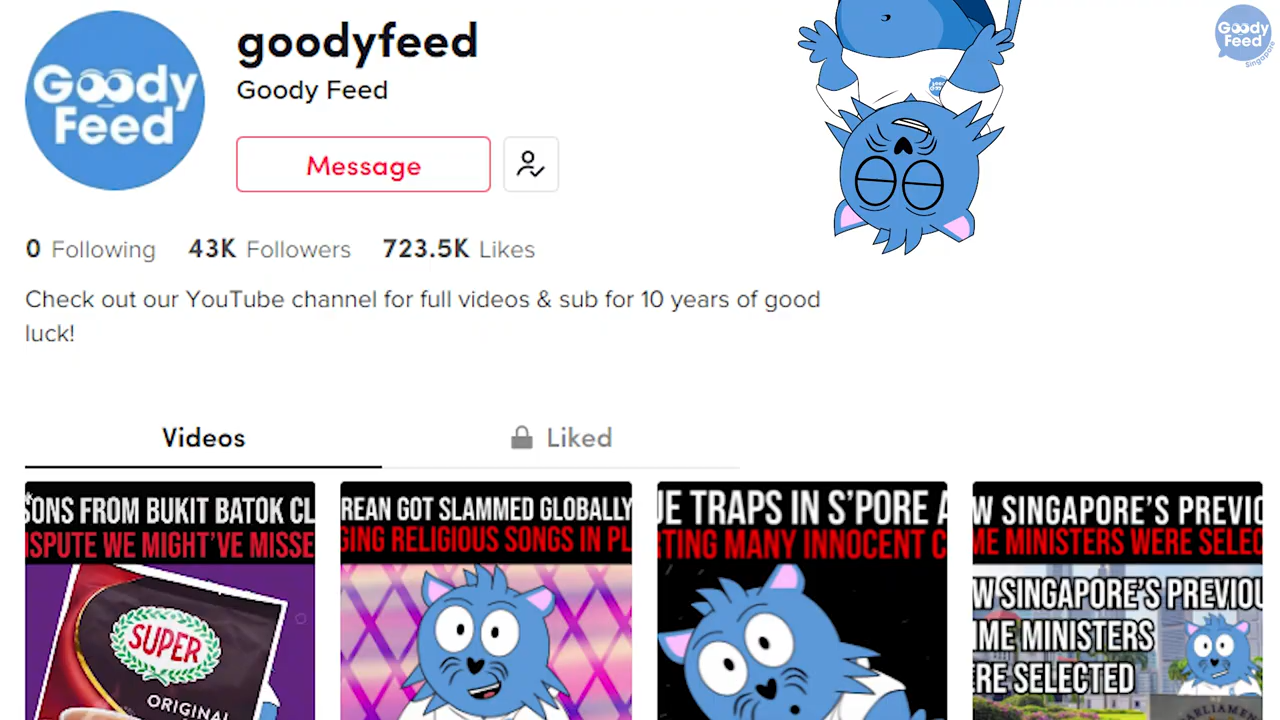 Goody
Feed
goodyfeed
Goody Feed
Message
0 Following 43K Followers 723.5K Likes
Check out our YouTube channel for full videos & sub for 10 years of good
luck!
Videos
Liked
Goody
Feed
Singapore
SONS FROM BUKIT BATOK CL
ISPUTE WE MIGHT'VE MISSE
SUPER
ORIGINAL
REAN GOT SLAMMED GLOBALLY
GING RELIGIOUS SONGS IN PL
UE TRAPS IN S'PORE A
TING MANY INNOCENT C
W SINGAPORE'S PREVIO
ME MINISTERS WERE SELEC
W SINGAPORE'S PREVIOU
IME MINISTERS
RE SELECTED
PARLIAMEN